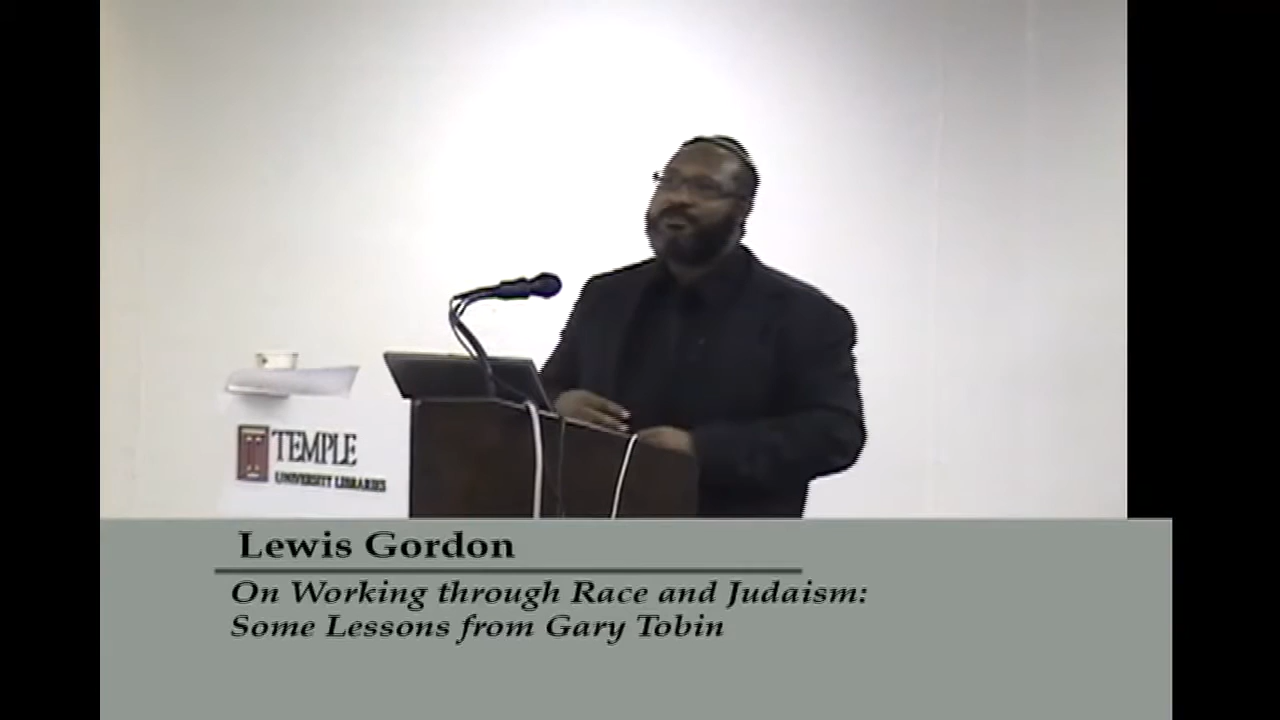 TEMPLE
UNIVERSITY LIBRARIES
Lewis Gordon
On Working through Race and Judaism:
Some Lessons from Gary Tobin